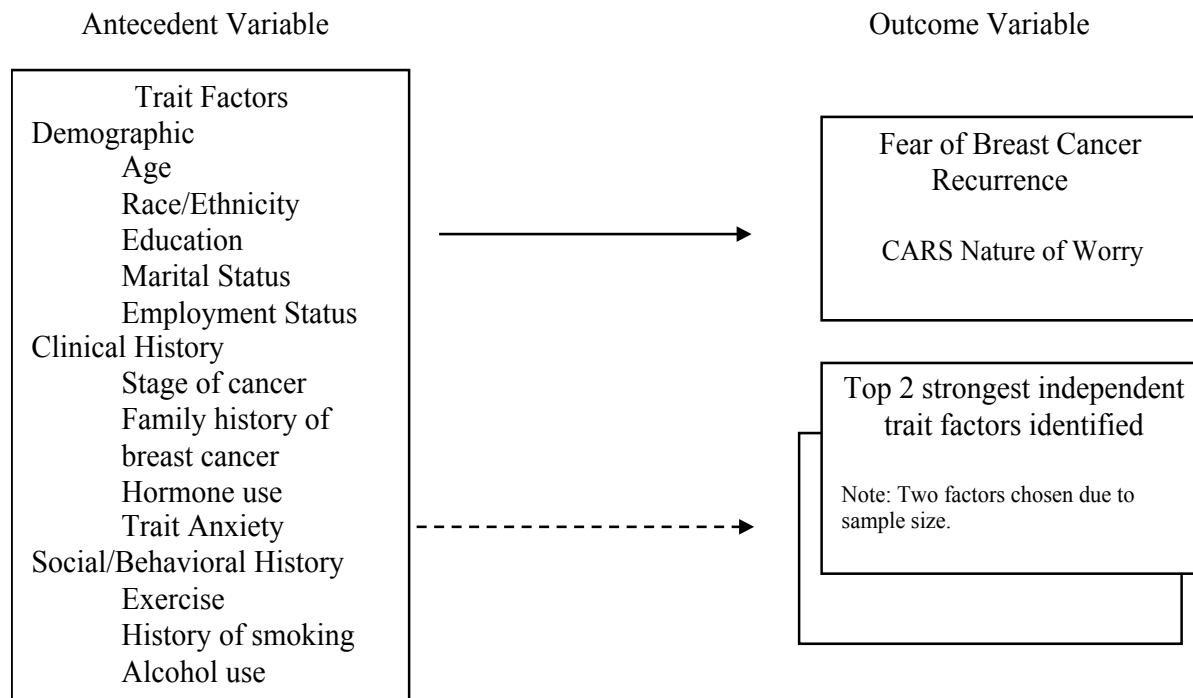 Antecedent Variable
Outcome Variable
Trait Factors
Demographic
Age
Race/Ethnicity
Education
Marital Status
Employment Status
Clinical History
Stage of cancer
Family history of
breast cancer
Hormone use
Trait Anxiety
Social/Behavioral History
Exercise
History of smoking
Alcohol use
Fear of Breast Cancer
Recurrence
CARS Nature of Worry
Top 2 strongest independent
trait factors identified
Note: Two factors chosen due to
sample size.